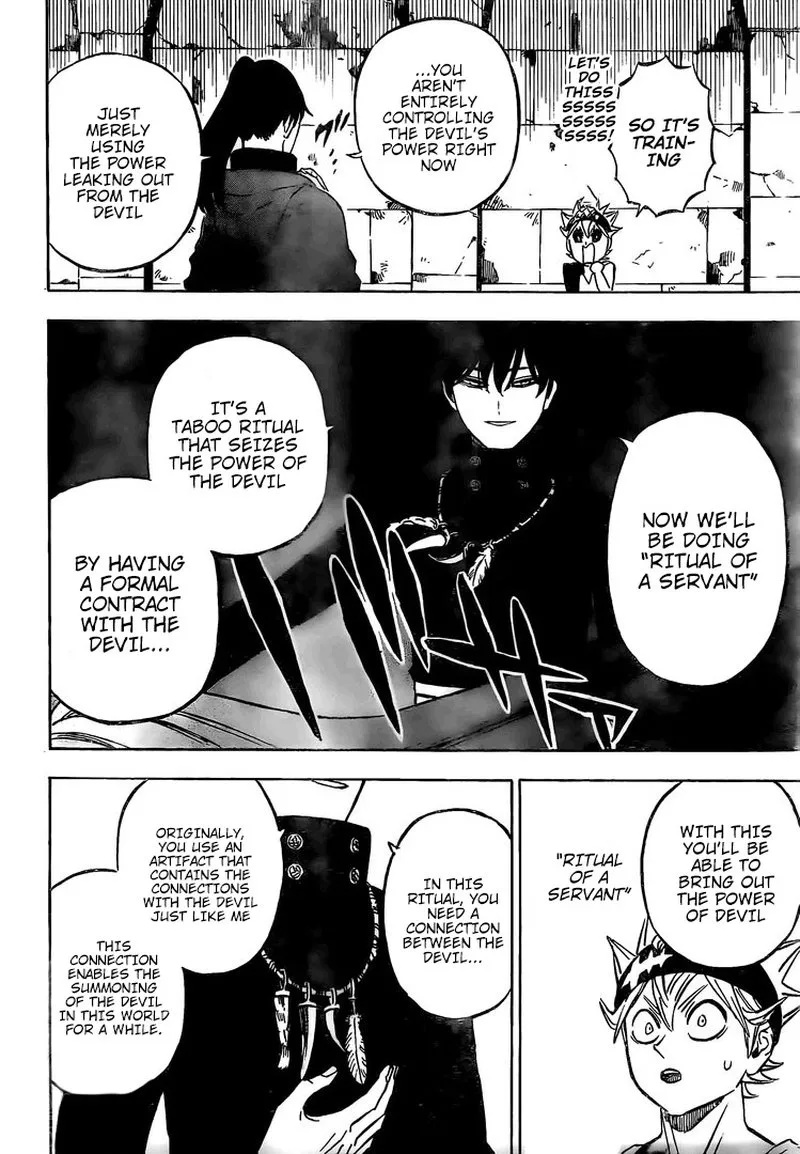 SO IT'S
TRAIN-
ING
LET'S
DO
THISS
SSSSS
SSSSS
SSSS!
...YOU
AREN'T
ENTIRELY
CONTROLLING
THE DEVIL'S
POWER RIGHT
NOW
JUST
MERELY
USING
THE POWER
LEAKING OUT
FROM THE
DEVIL
NOW WE'LL
BE DOING
"RITUAL OF
A SERVANT"
IT'S A
TABOO RITUAL
THAT SEIZES
THE POWER OF
THE DEVIL
BY HAVING
A FORMAL
CONTRACT
WITH THE
DEVIL...
WITH THIS
YOU'LL BE
ABLE TO
BRING OUT
THE POWER
OF DEVIL
"RITUAL
OF A
SERVANT"
IN THIS
RITUAL, YOU
NEED A
CONNECTION
BETWEEN THE
DEVIL...
ORIGINALLY,
YOU USE AN
ARTIFACT THAT
CONTAINS THE
CONNECTIONS
WITH THE DEVIL
JUST LIKE ME
THIS
CONNECTION
ENABLES THE
SUMMONING
OF THE DEVIL
IN THIS WORLD
FOR A WHILE.